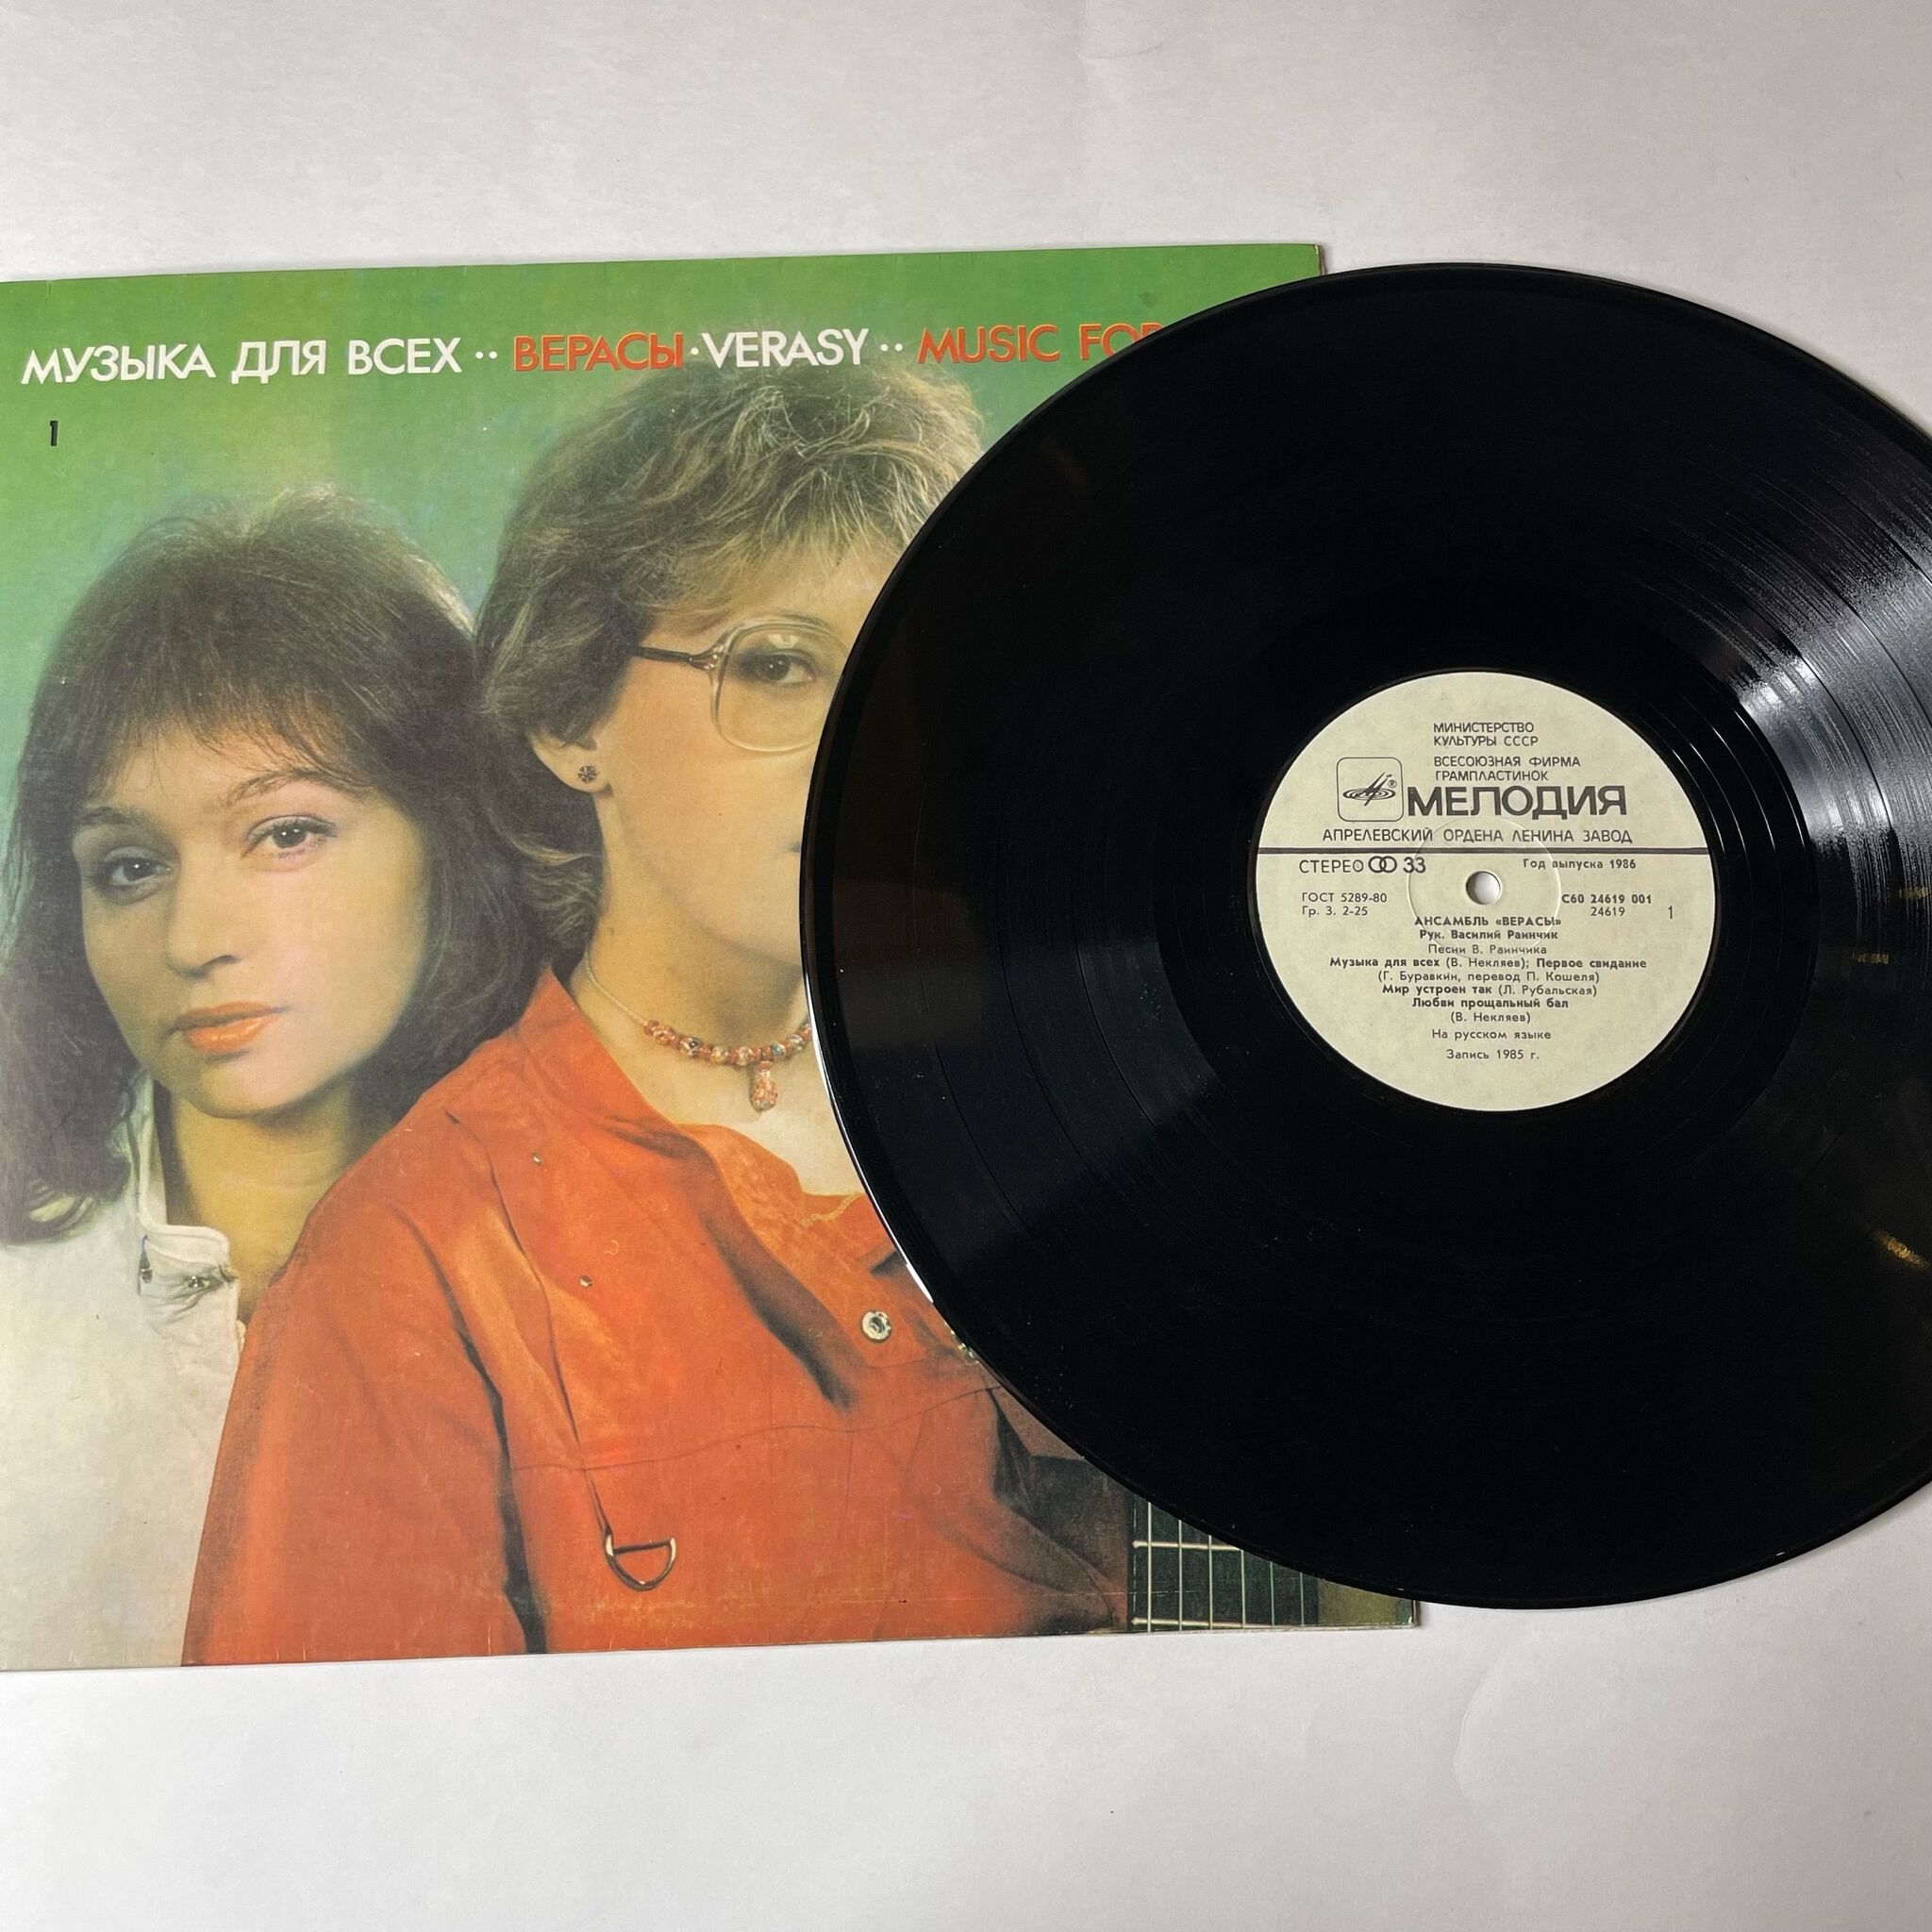 МУЗЫКА ДЛЯ ВСЕХ ·· ВЕРАСЫ · VERASY ·· MUSIC FOR
1
МИНИСТЕРСТВО
КУЛЬТУРЫ СССР
ВСЕСОЮЗНАЯ ФИРМА
ГРАМПЛАСТИНОК
® МЕЛОДИЯ
АПРЕЛЕВСКИЙ ОРДЕНА ЛЕНИНА ЗАВОД
СТЕРЕО 33 Год выпуска 1986
ГОСТ 5289-80 С60 24619 001
Гр. 3. 2-25 24619 1
АНСАМБЛЬ «ВЕРАСЫ»
Рук. Василий Раинчик
Песни В. Раинчика
Музыка для всех (В. Некляев); Первое свидание
(Г. Буравкин, перевод П. Кошеля)
Мир устроен так (Л. Рубальская)
Любви прощальный бал
(В. Некляев)
На русском языке
Запись 1985 г.